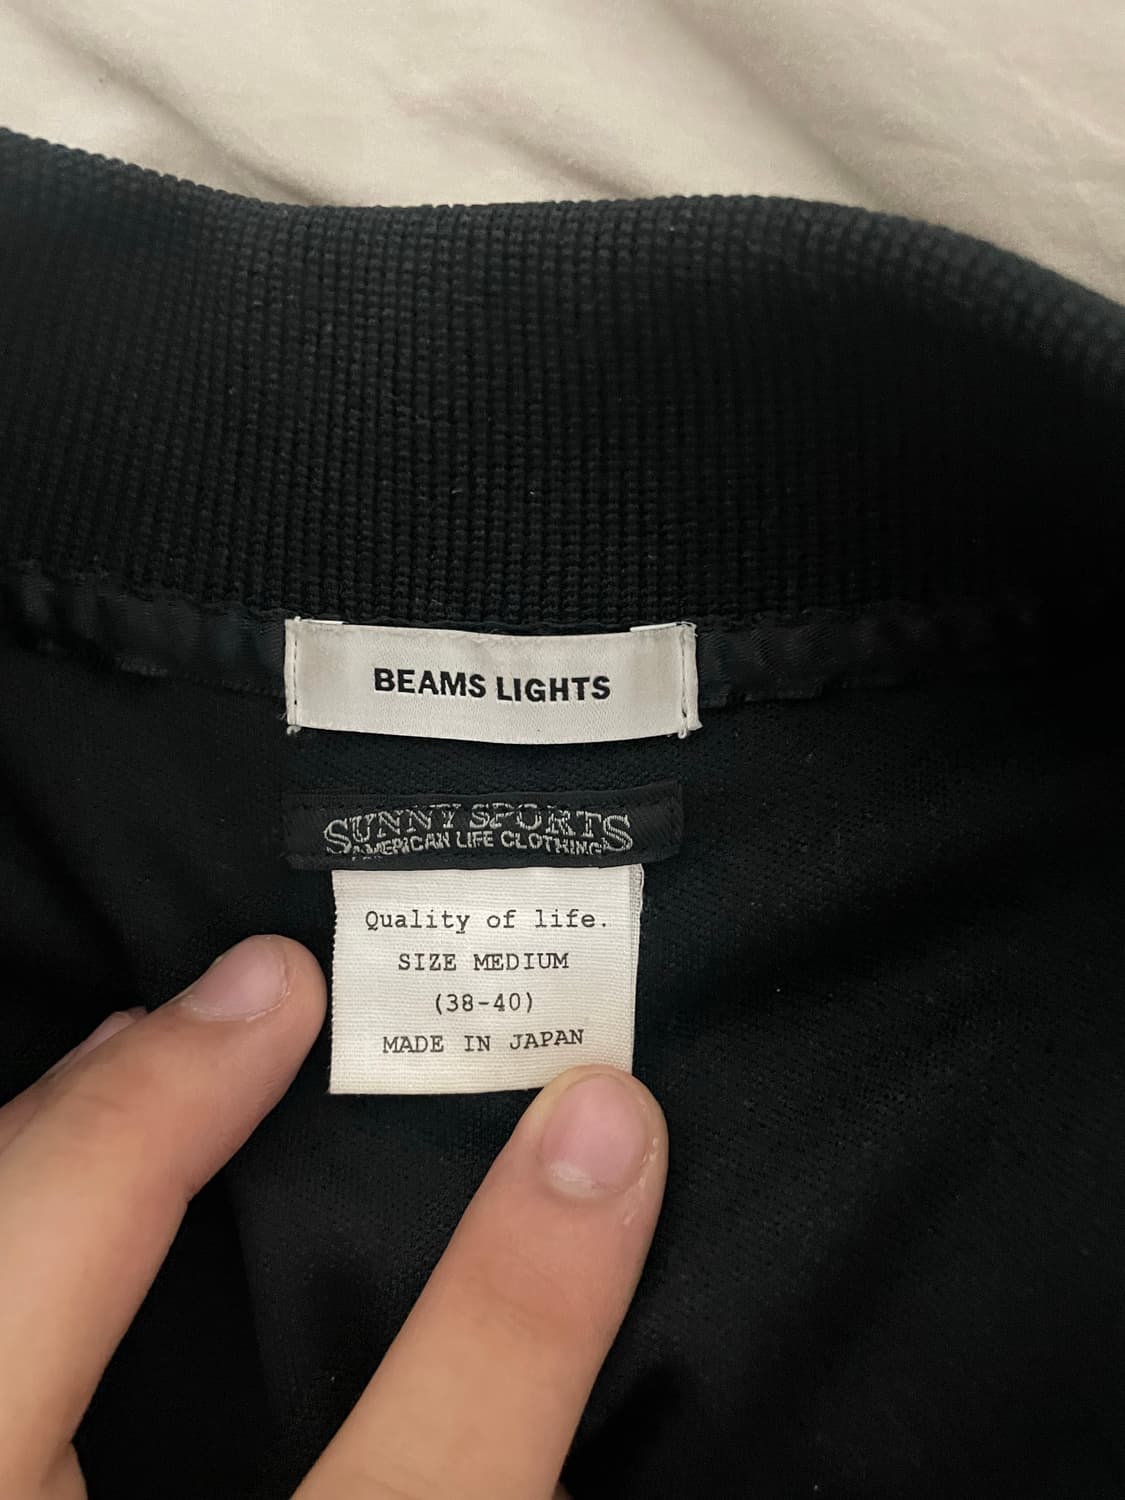 BEAMS LIGHTS
SUNNY SPORTS
AMERICAN LIFE CLOTHING
Quality of life.
SIZE MEDIUM
(38-40)
MADE IN JAPAN